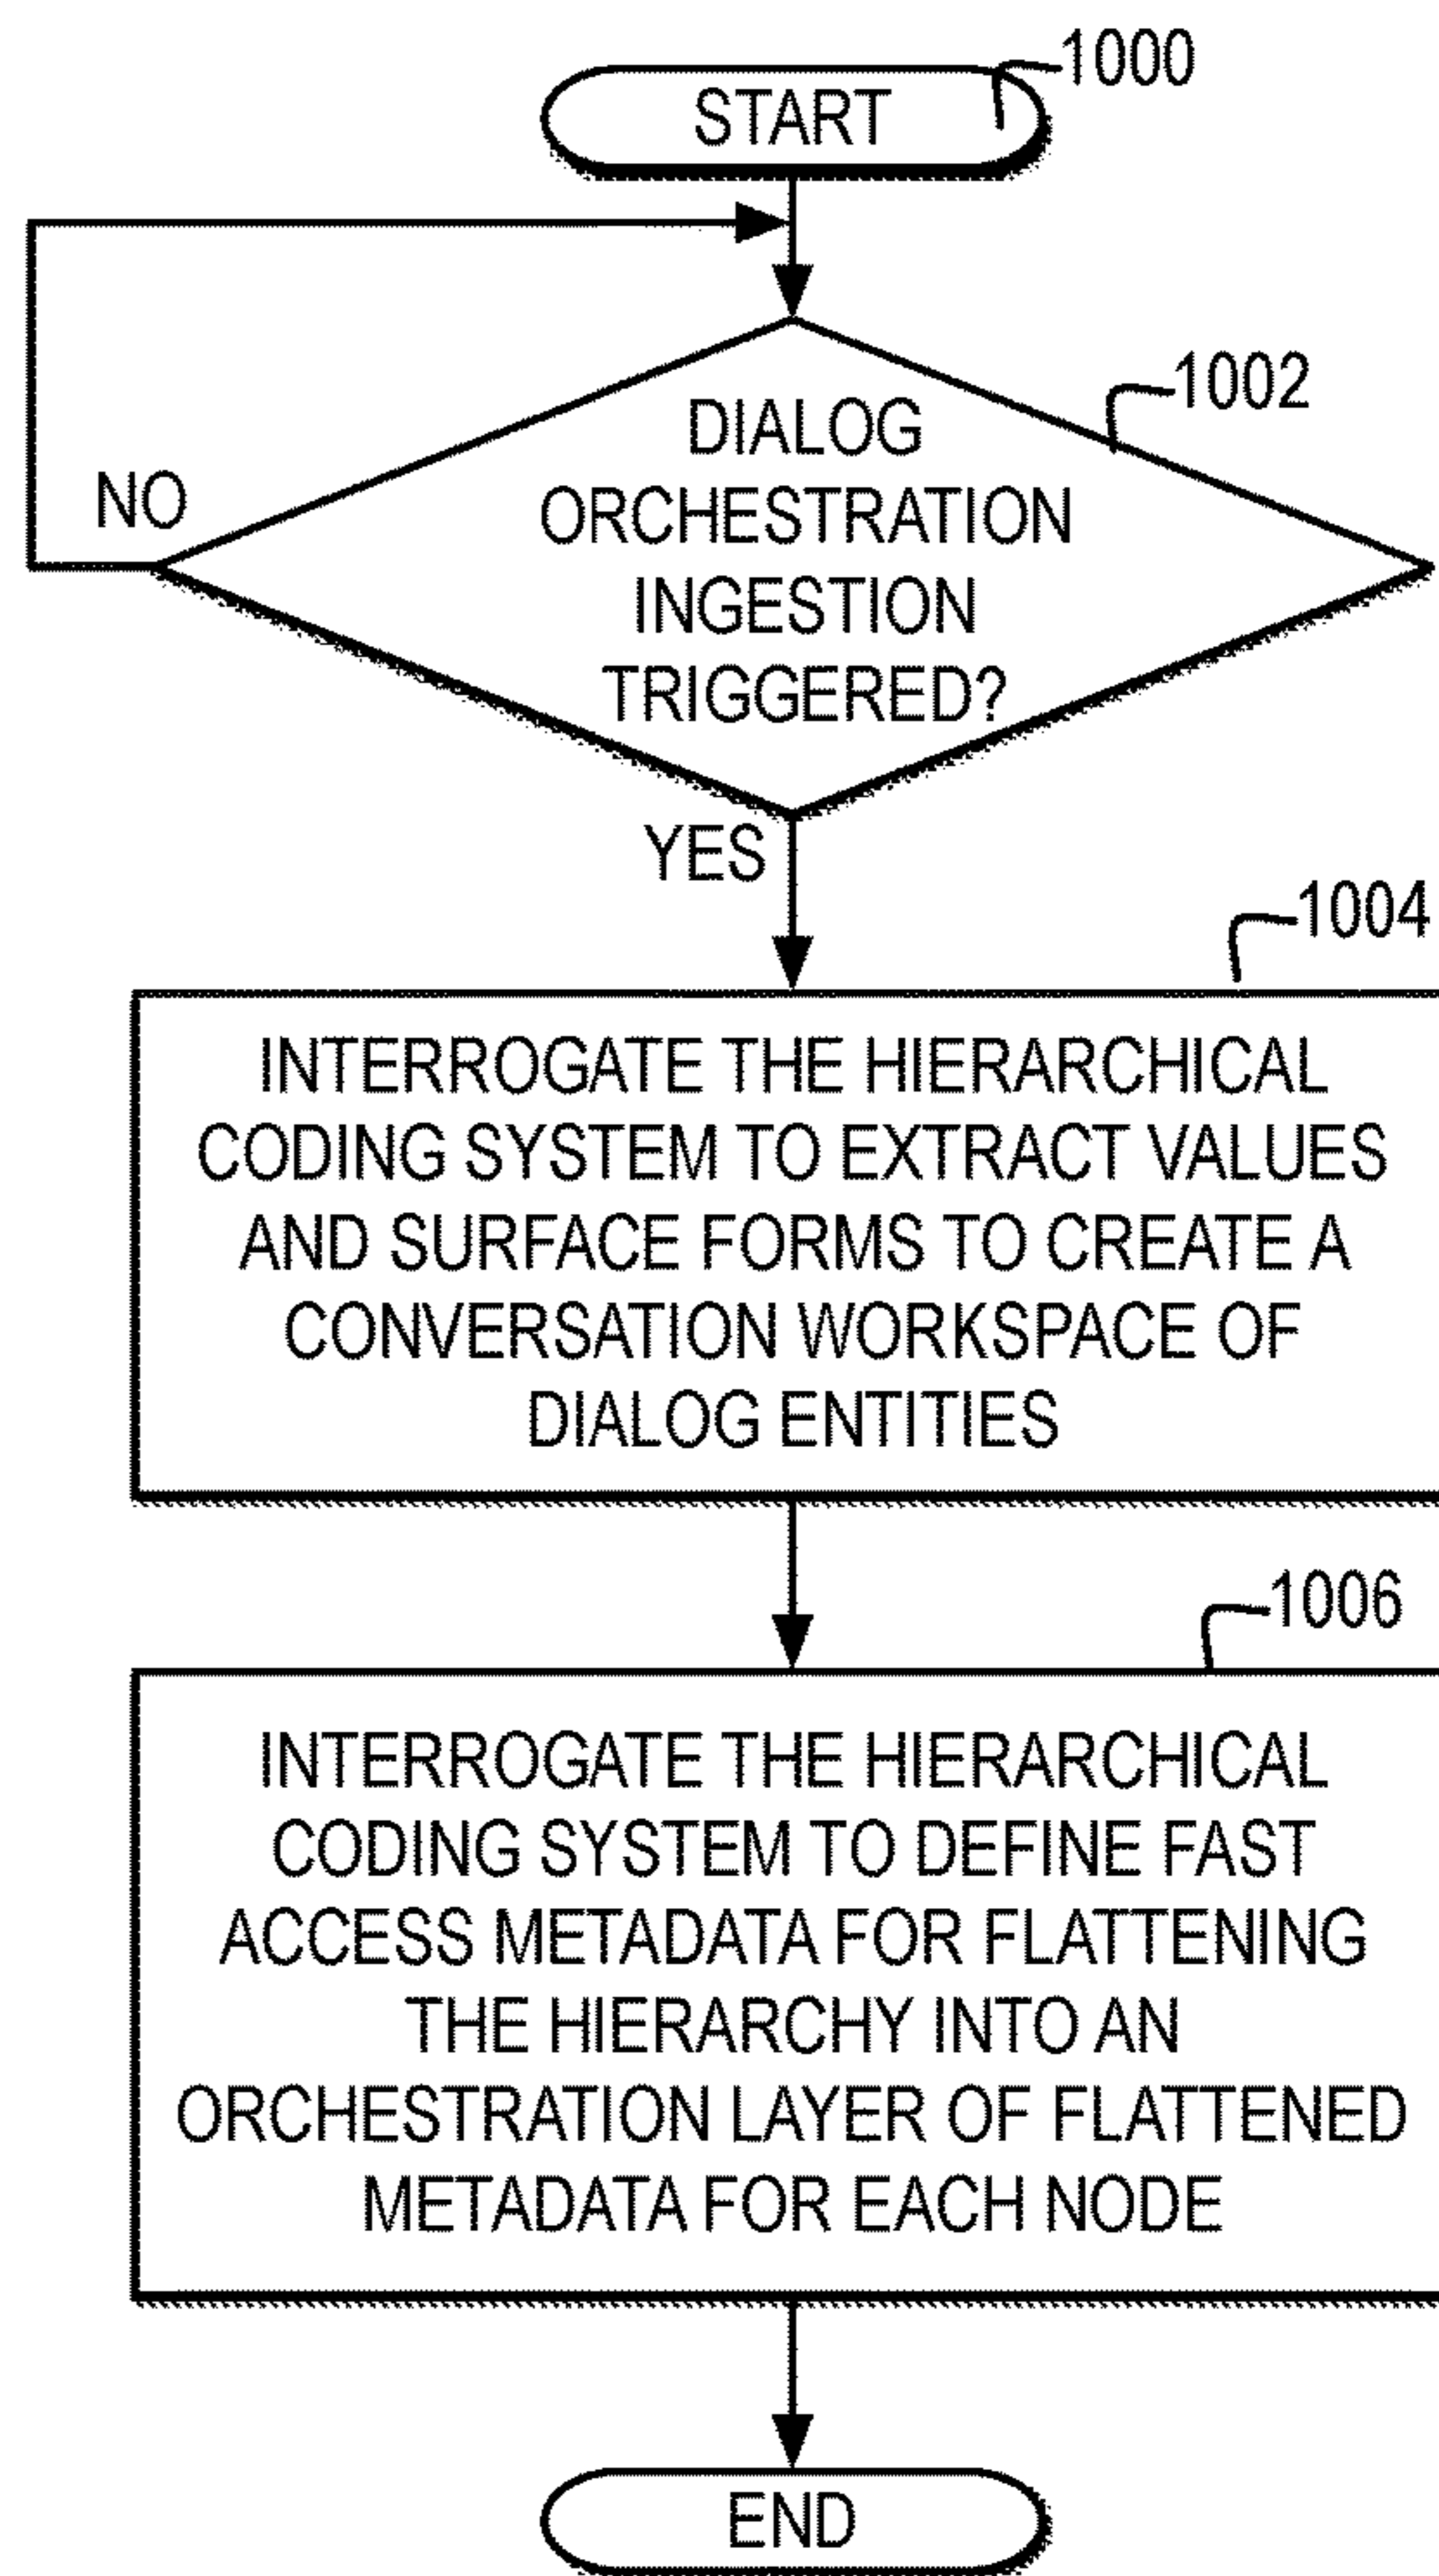 1000
START
1002
DIALOG
ORCHESTRATION
INGESTION
TRIGGERED?
NO
YES
1004
INTERROGATE THE HIERARCHICAL
CODING SYSTEM TO EXTRACT VALUES
AND SURFACE FORMS TO CREATE A
CONVERSATION WORKSPACE OF
DIALOG ENTITIES
1006
INTERROGATE THE HIERARCHICAL
CODING SYSTEM TO DEFINE FAST
ACCESS METADATA FOR FLATTENING
THE HIERARCHY INTO AN
ORCHESTRATION LAYER OF FLATTENED
METADATA FOR EACH NODE
END